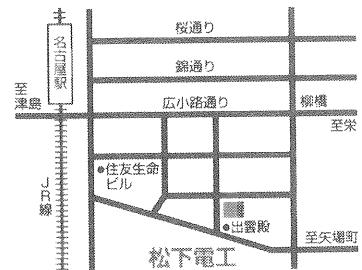 桜通り
名古屋駅
錦通り
至
津島
広小路通り
柳橋
至栄
住友生命
ビル
JR線
出雲殿
至矢場町
松下電工